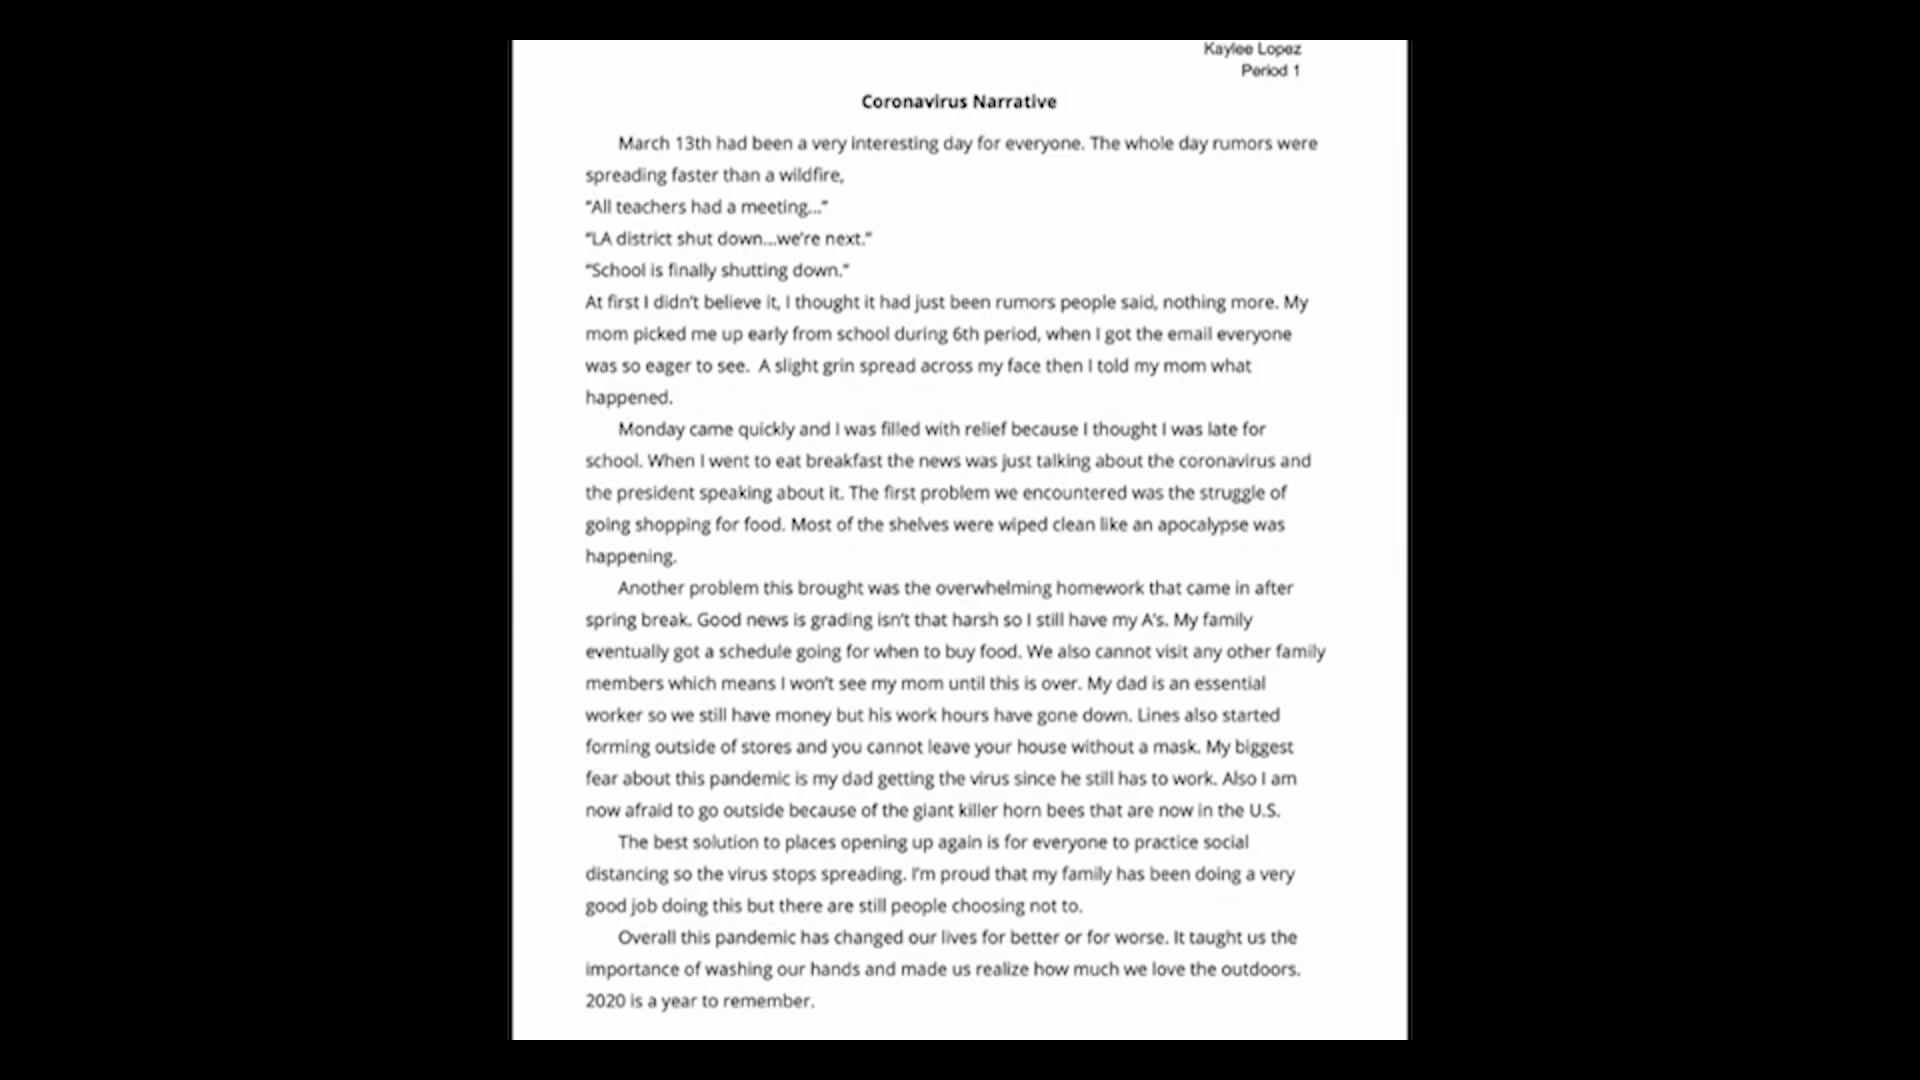 Kaylee Lopez
Period 1
Coronavirus Narrative
March 13th had been a very interesting day for everyone. The whole day rumors were
spreading faster than a wildfire,
“All teachers had a meeting...”
“LA district shut down...we’re next.”
“School is finally shutting down.”
At first I didn’t believe it, I thought it had just been rumors people said, nothing more. My
mom picked me up early from school during 6th period, when I got the email everyone
was so eager to see.  A slight grin spread across my face then I told my mom what
happened.
Monday came quickly and I was filled with relief because I thought I was late for
school. When I went to eat breakfast the news was just talking about the coronavirus and
the president speaking about it. The first problem we encountered was the struggle of
going shopping for food. Most of the shelves were wiped clean like an apocalypse was
happening.
Another problem this brought was the overwhelming homework that came in after
spring break. Good news is grading isn’t that harsh so I still have my A’s. My family
eventually got a schedule going for when to buy food. We also cannot visit any other family
members which means I won’t see my mom until this is over. My dad is an essential
worker so we still have money but his work hours have gone down. Lines also started
forming outside of stores and you cannot leave your house without a mask. My biggest
fear about this pandemic is my dad getting the virus since he still has to work. Also I am
now afraid to go outside because of the giant killer horn bees that are now in the U.S.
The best solution to places opening up again is for everyone to practice social
distancing so the virus stops spreading. I’m proud that my family has been doing a very
good job doing this but there are still people choosing not to.
Overall this pandemic has changed our lives for better or for worse. It taught us the
importance of washing our hands and made us realize how much we love the outdoors.
2020 is a year to remember.